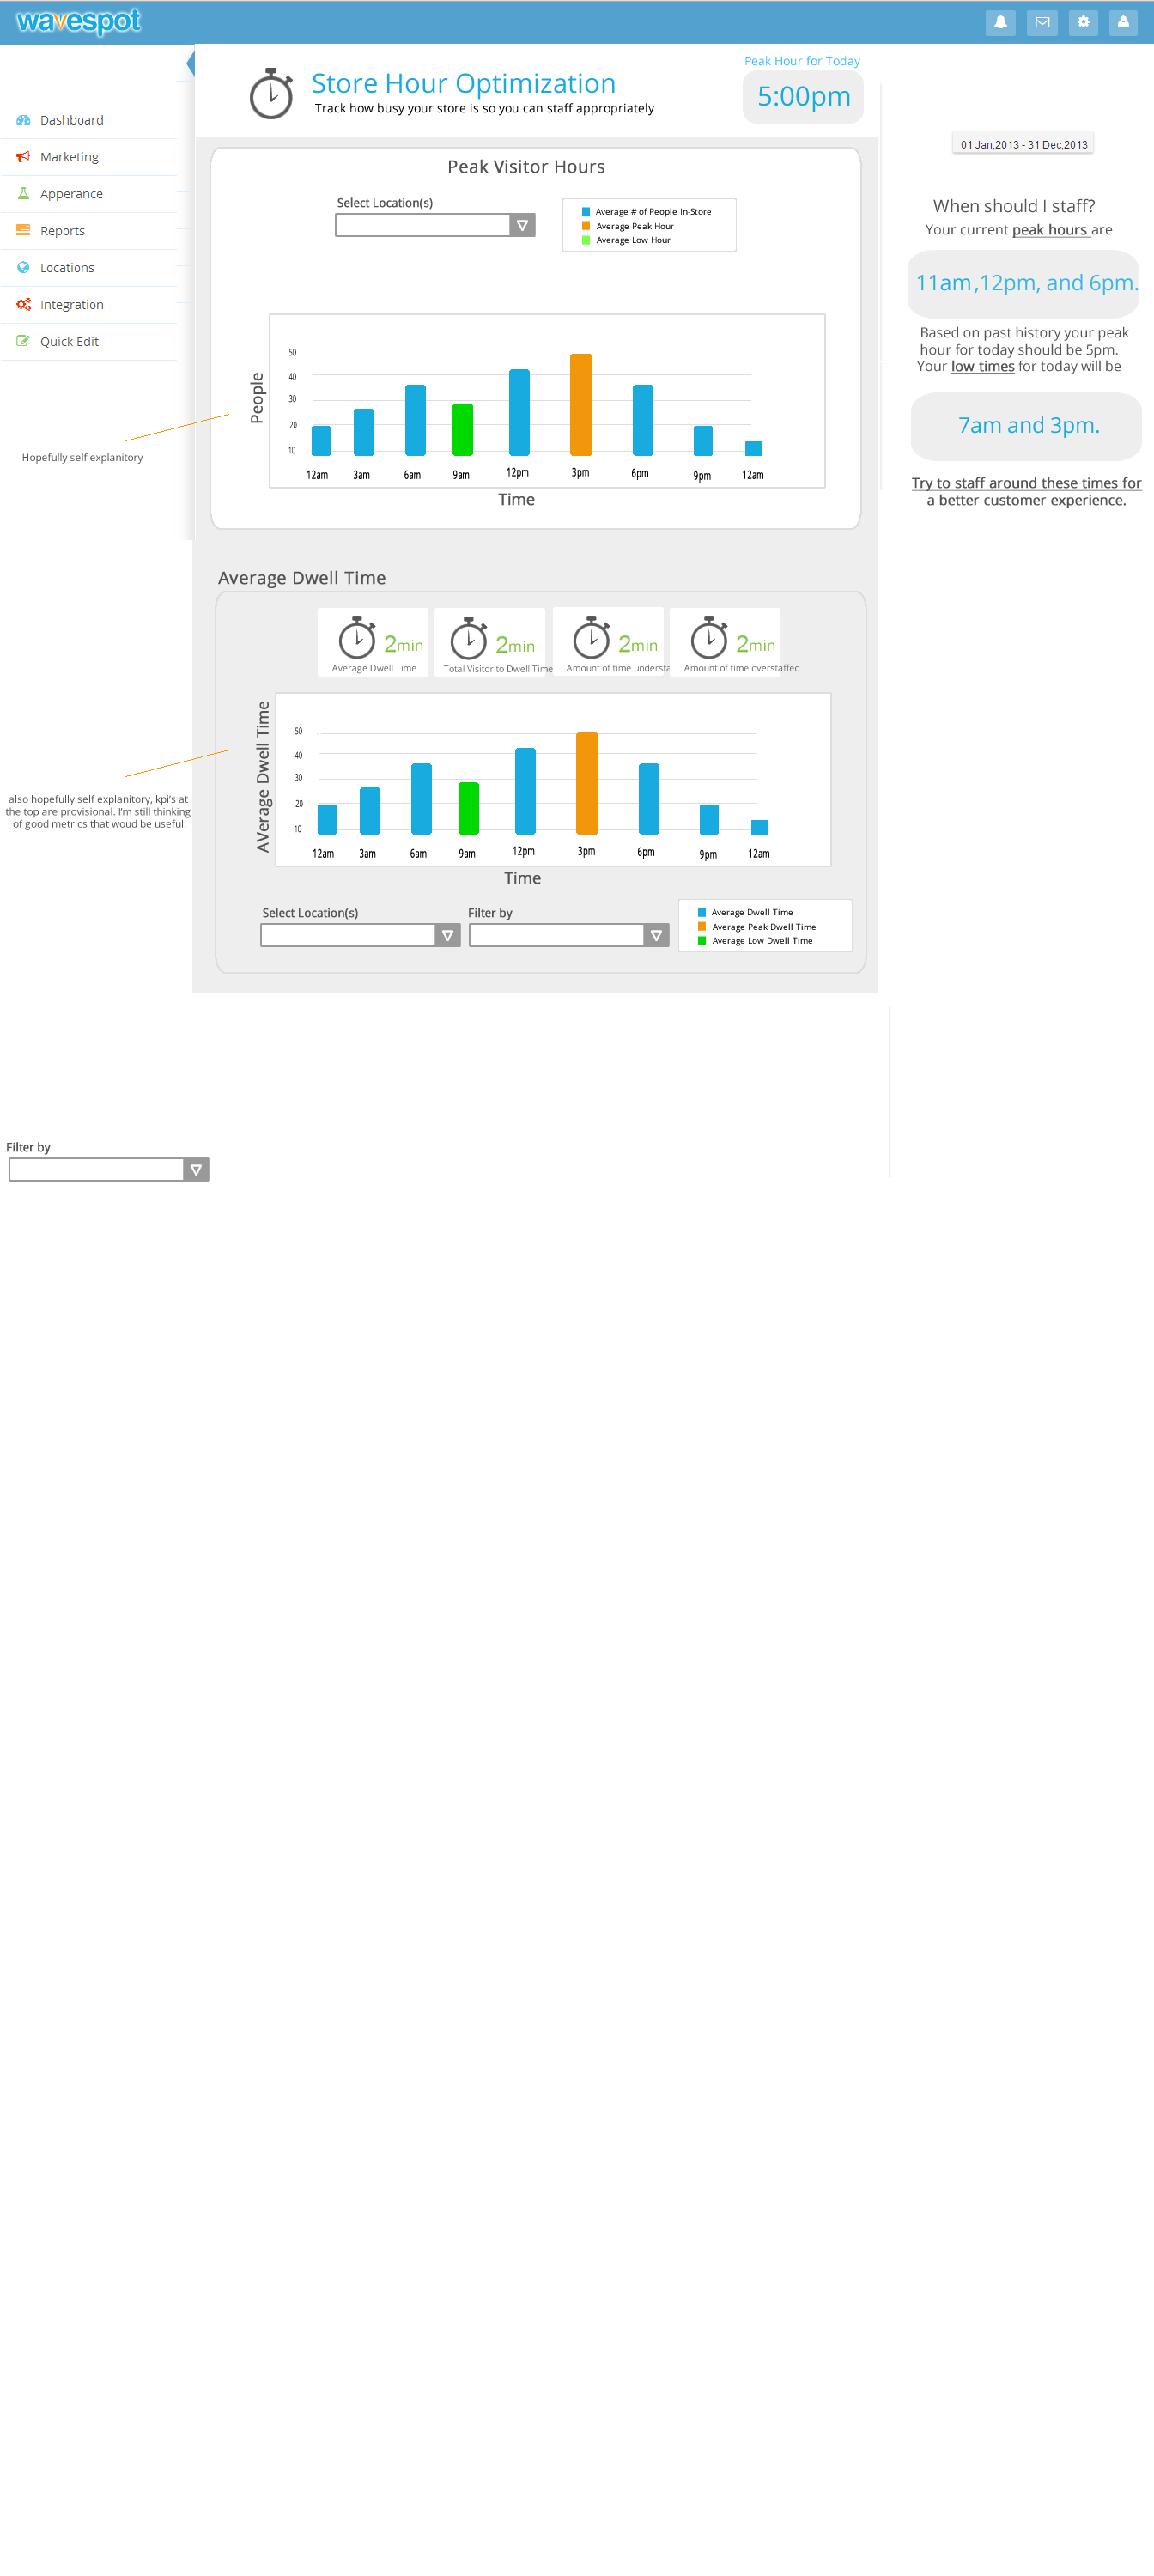 wavespot
Dashboard
Marketing
Apperance
Reports
Locations
Integration
Quick Edit
Hopefully self explanitory
also hopefully self explanitory, kpi's at
the top are provisional. I'm still thinking
of good metrics that woud be useful.
Filter by
Store Hour Optimization
Track how busy your store is so you can staff appropriately
Peak Hour for Today
5:00pm
Peak Visitor Hours
Select Location(s)
Average # of People In-Store
Average Peak Hour
Average Low Hour
People
50
40
30
20
10
12am 3am 6am 9am 12pm 3pm 6pm 9pm 12am
Time
Average Dwell Time
2min
Average Dwell Time
2min
Total Visitor to Dwell Time
2min
Amount of time understa
2min
Amount of time overstaffed
AVerage Dwell Time
50
40
30
20
10
12am 3am 6am 9am 12pm 3pm 6pm 9pm 12am
Time
Select Location(s)
Filter by
Average Dwell Time
Average Peak Dwell Time
Average Low Dwell Time
01 Jan,2013 - 31 Dec,2013
When should I staff?
Your current peak hours are
11am ,12pm, and 6pm.
Based on past history your peak
hour for today should be 5pm.
Your low times for today will be
7am and 3pm.
Try to staff around these times for
a better customer experience.